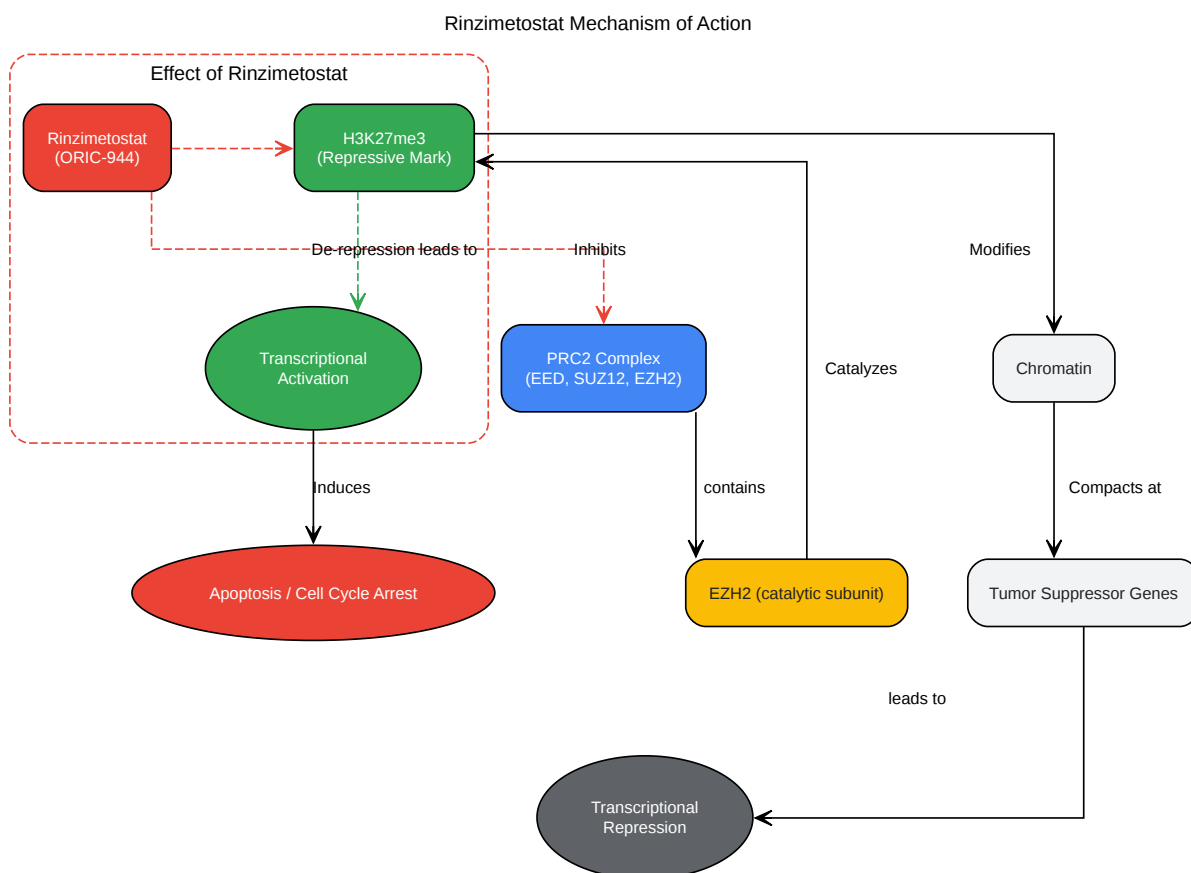 Rinzimetostat Mechanism of Action
Effect of Rinzimetostat
Rinzimetostat
(ORIC-944)
H3K27me3
(Repressive Mark)
De-repression leads to
Inhibits
Modifies
Transcriptional
Activation
PRC2 Complex
(EED, SUZ12, EZH2)
Catalyzes
Chromatin
Induces
contains
Compacts at
Apoptosis / Cell Cycle Arrest
EZH2 (catalytic subunit)
Tumor Suppressor Genes
leads to
Transcriptional
Repression